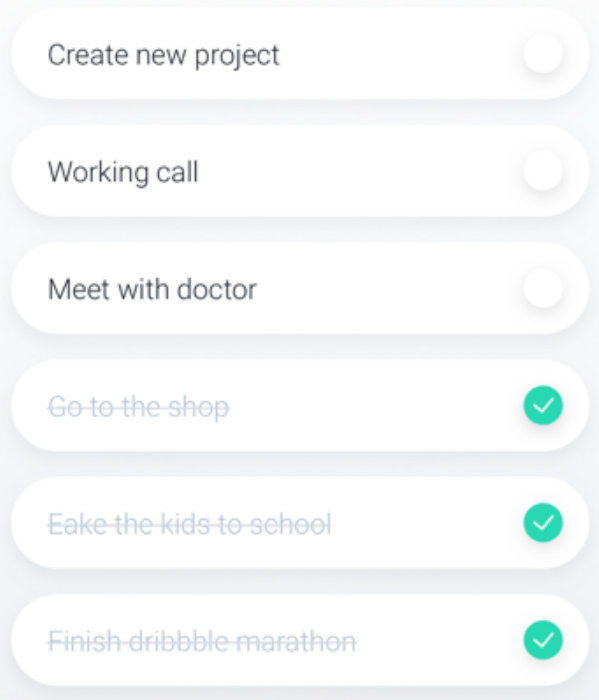 Create new project
Working call
Meet with doctor
Go to the shop
Eake the kids to school
Finish dribbble marathon